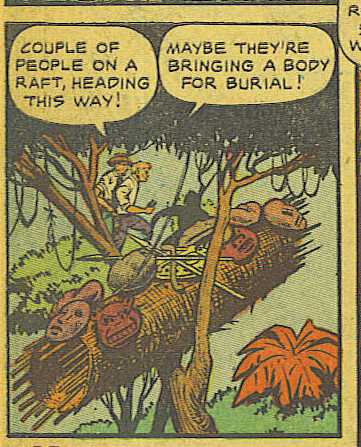 COUPLE OF
PEOPLE ON A
RAFT, HEADING
THIS WAY!
MAYBE THEY'RE
BRINGING A BODY
FOR BURIAL!
R
W